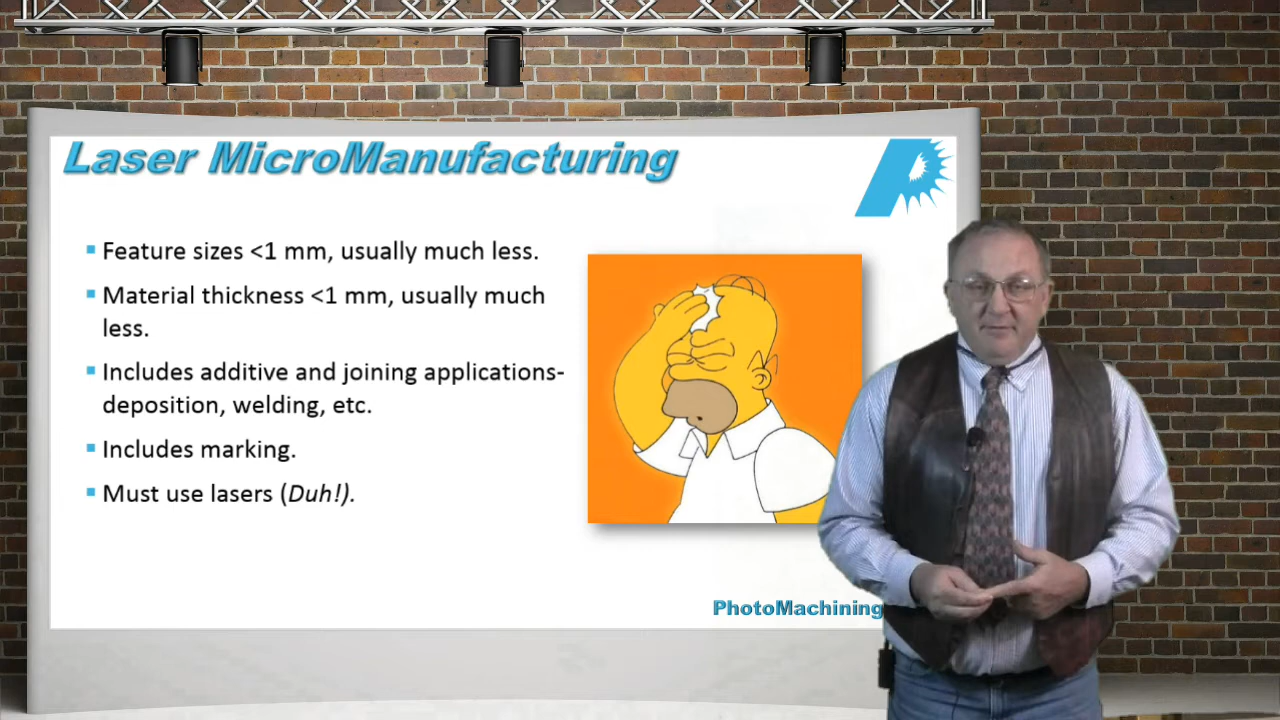 Laser MicroManufacturing
Feature sizes <1 mm, usually much less.
Material thickness <1 mm, usually much
less.
Includes additive and joining applications-
deposition, welding, etc.
Includes marking.
Must use lasers (Duh!).
PhotoMachining